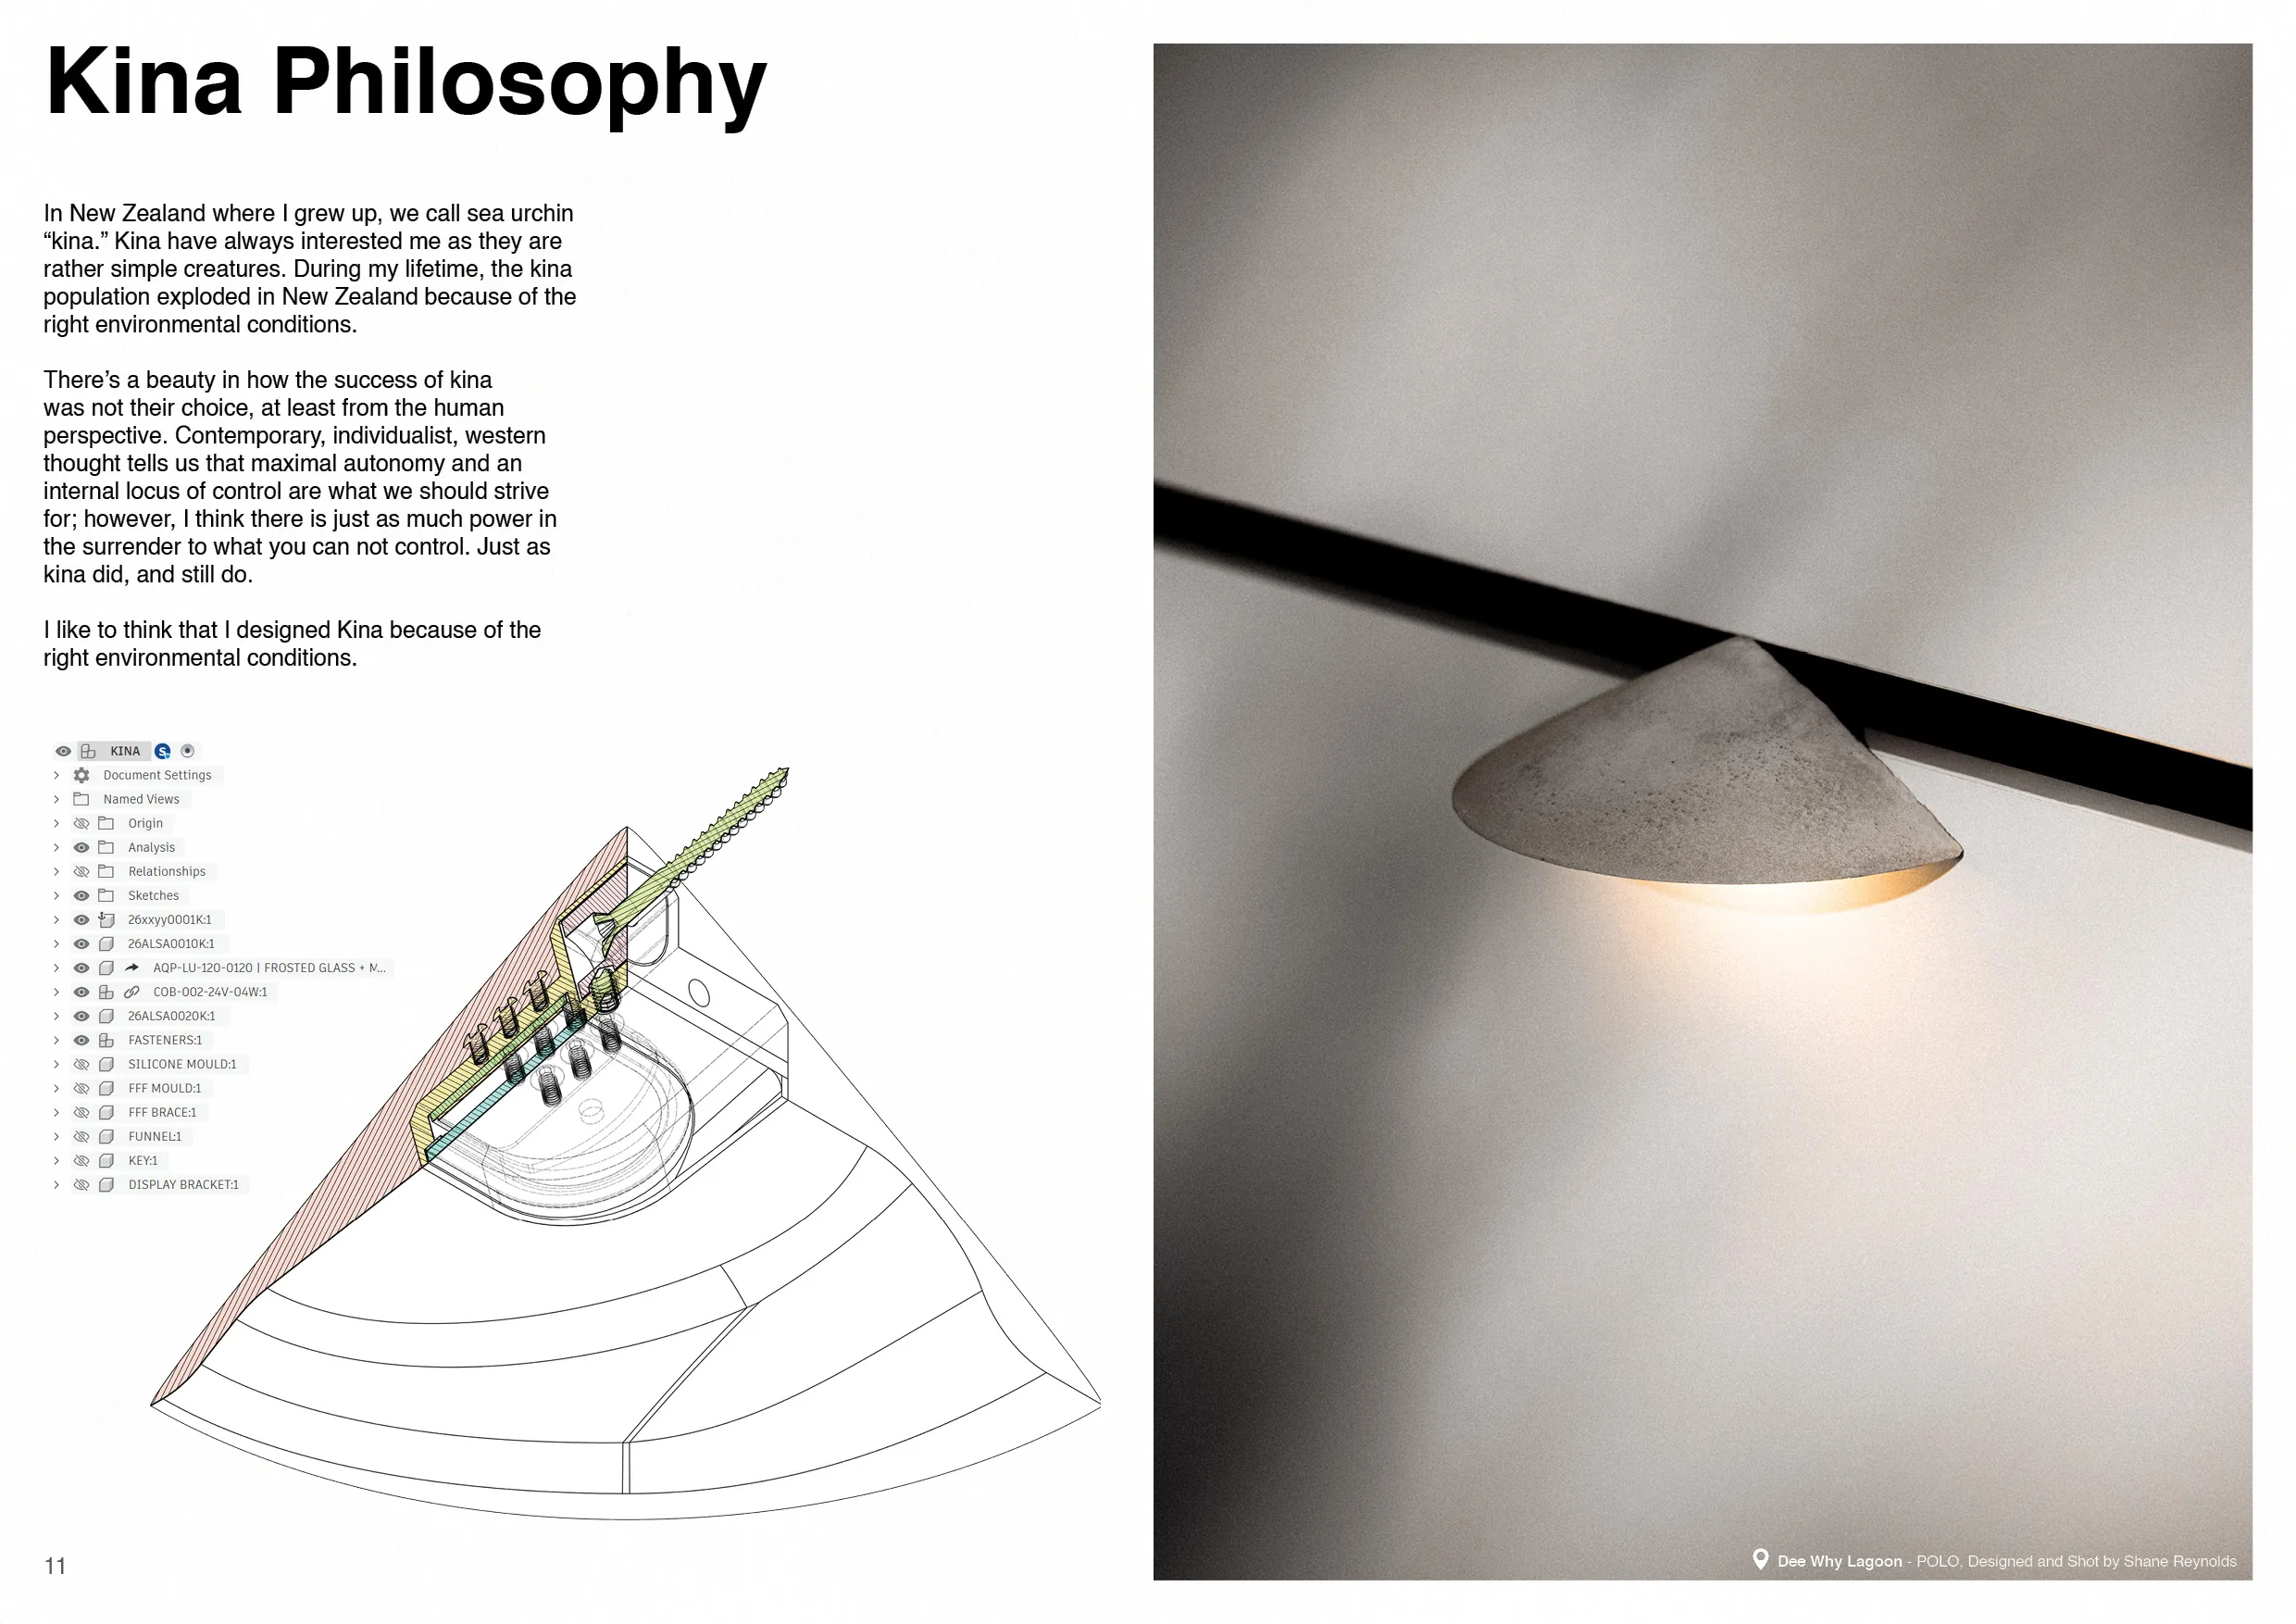 Kina Philosophy
In New Zealand where I grew up, we call sea urchin
“kina.” Kina have always interested me as they are
rather simple creatures. During my lifetime, the kina
population exploded in New Zealand because of the
right environmental conditions.
There’s a beauty in how the success of kina
was not their choice, at least from the human
perspective. Contemporary, individualist, western
thought tells us that maximal autonomy and an
internal locus of control are what we should strive
for; however, I think there is just as much power in
the surrender to what you can not control. Just as
kina did, and still do.
I like to think that I designed Kina because of the
right environmental conditions.
KINA S
Document Settings
Named Views
Origin
Analysis
Relationships
Sketches
26xxyy0001K:1
26ALSA0010K:1
AQP-LU-120-0120 | FROSTED GLASS + M...
COB-002-24V-04W:1
26ALSA0020K:1
FASTENERS:1
SILICONE MOULD:1
FFF MOULD:1
FFF BRACE:1
FUNNEL:1
KEY:1
DISPLAY BRACKET:1
11
Dee Why Lagoon - POLO, Designed and Shot by Shane Reynolds